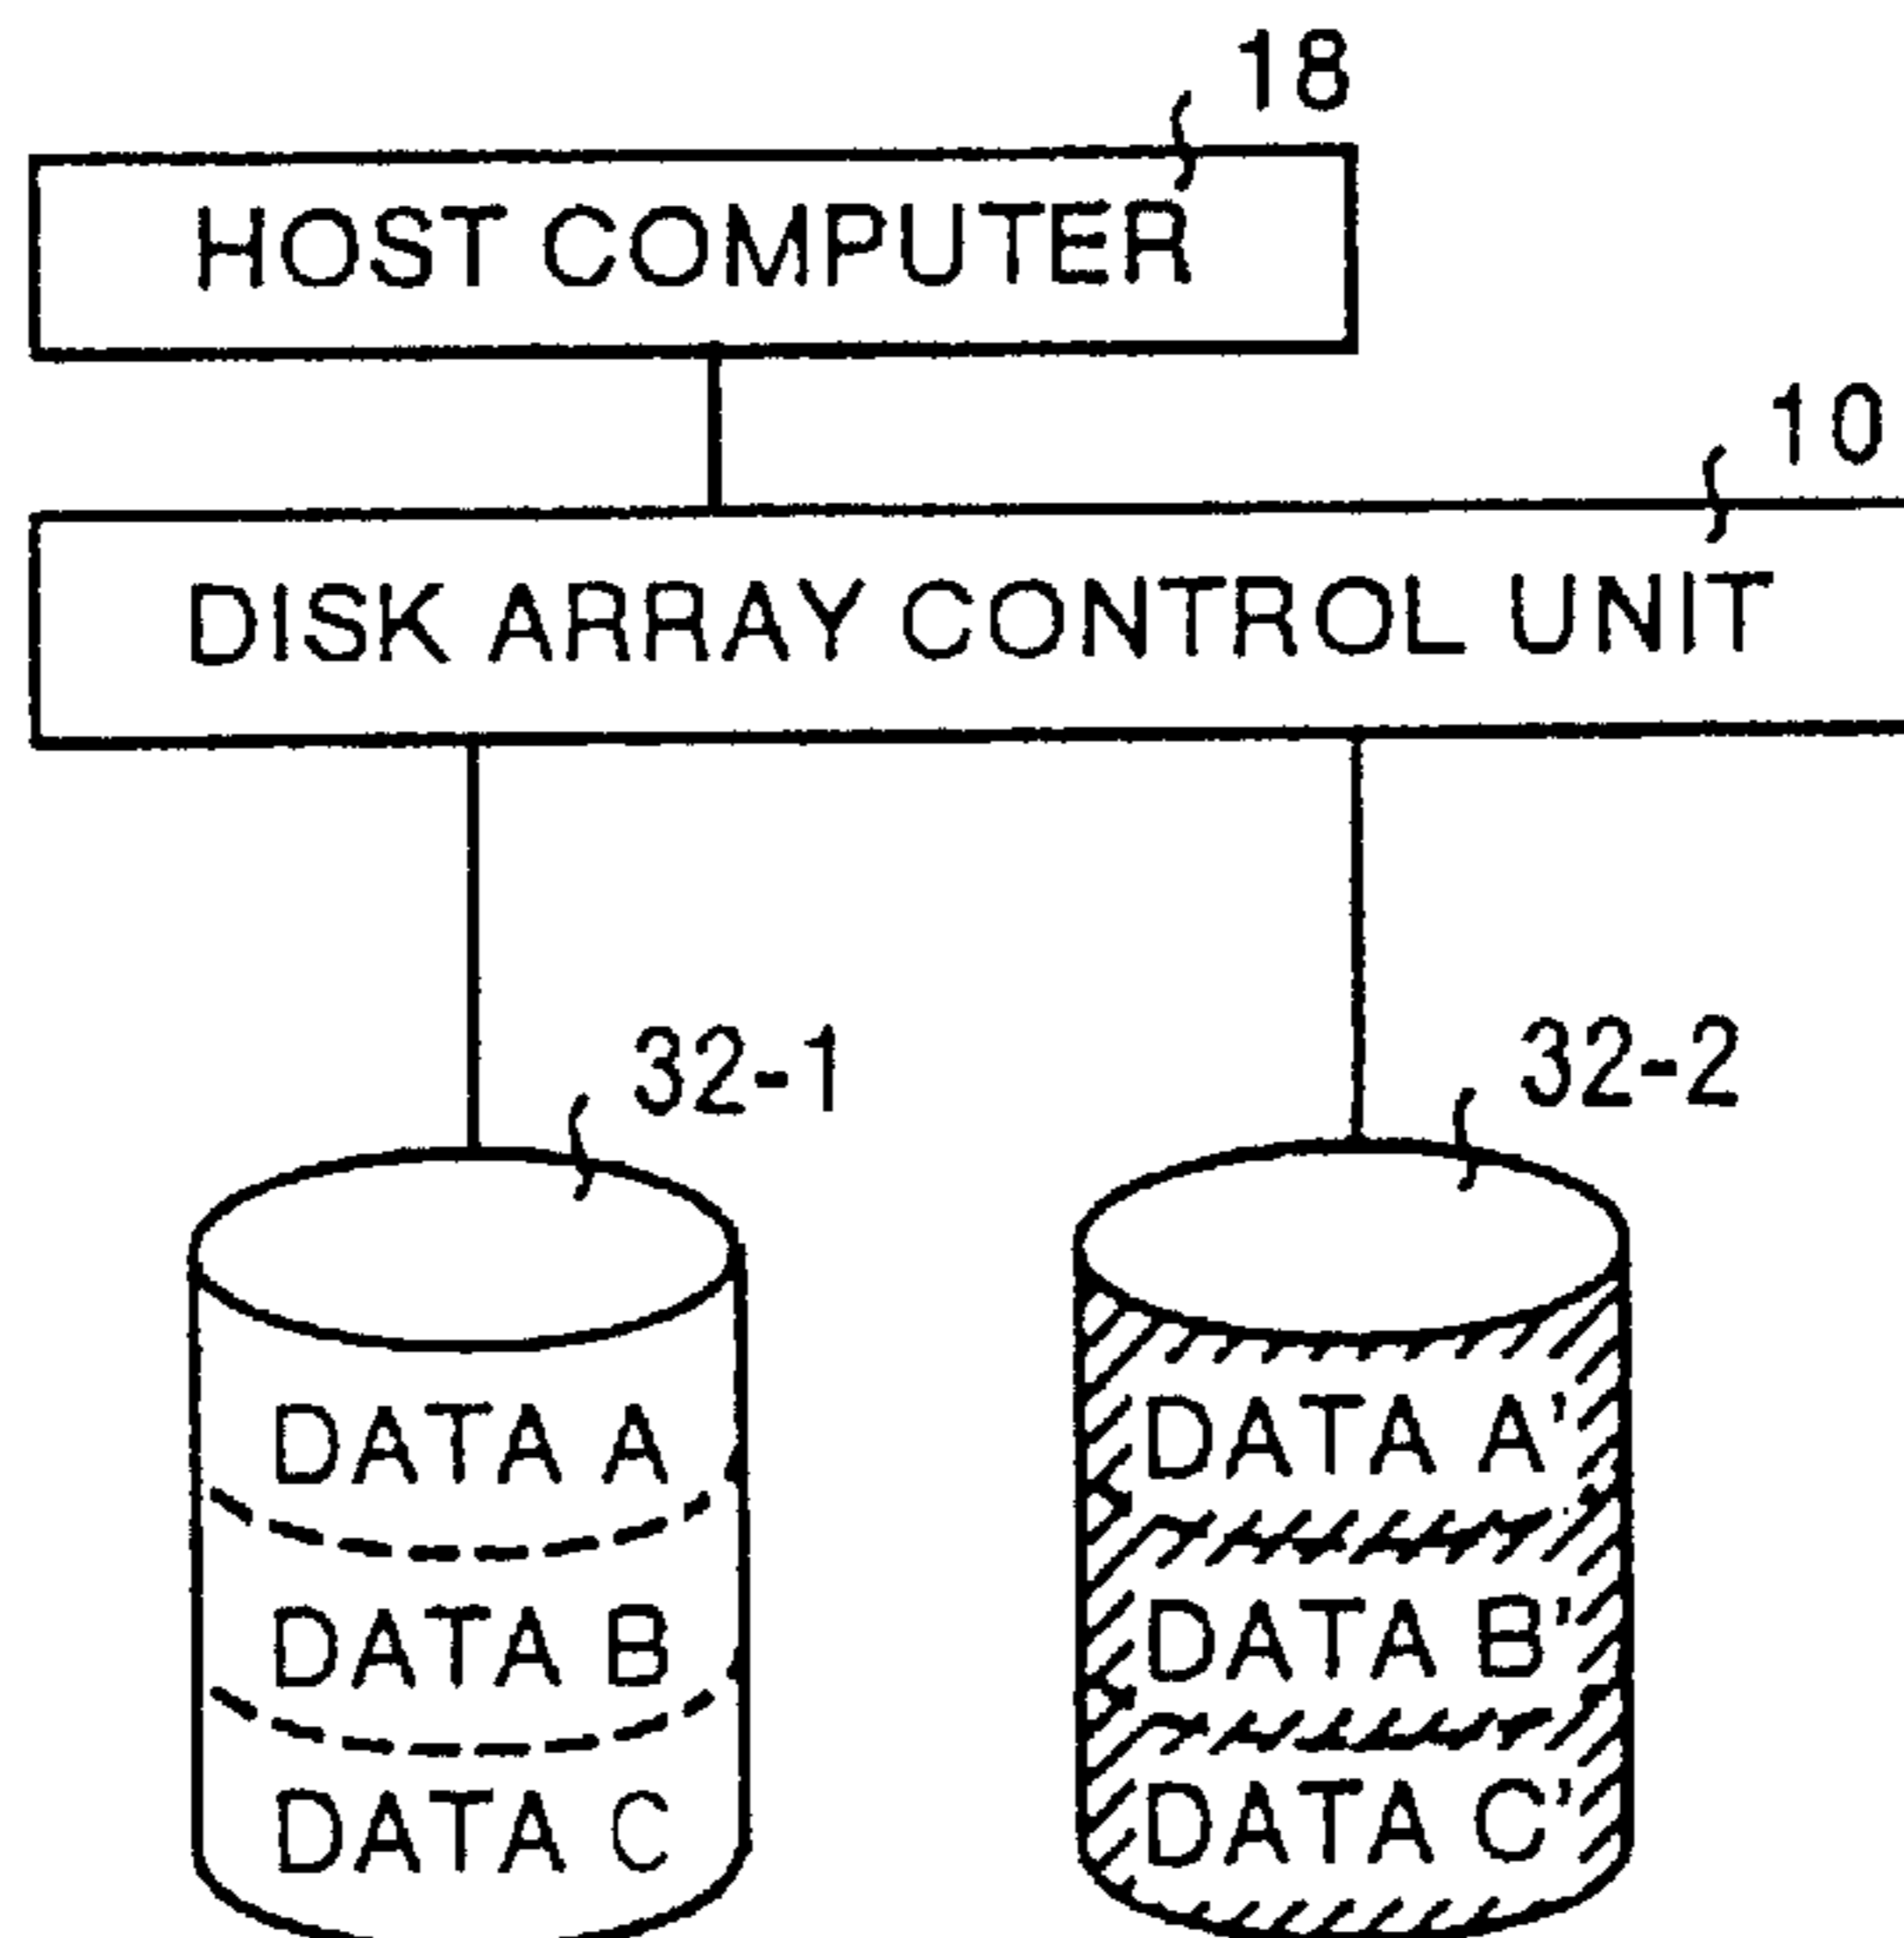 18
HOST COMPUTER
10
DISK ARRAY CONTROL UNIT
32-1
32-2
DATA A
DATA B
DATA C
DATA A'
DATA B'
DATA C'